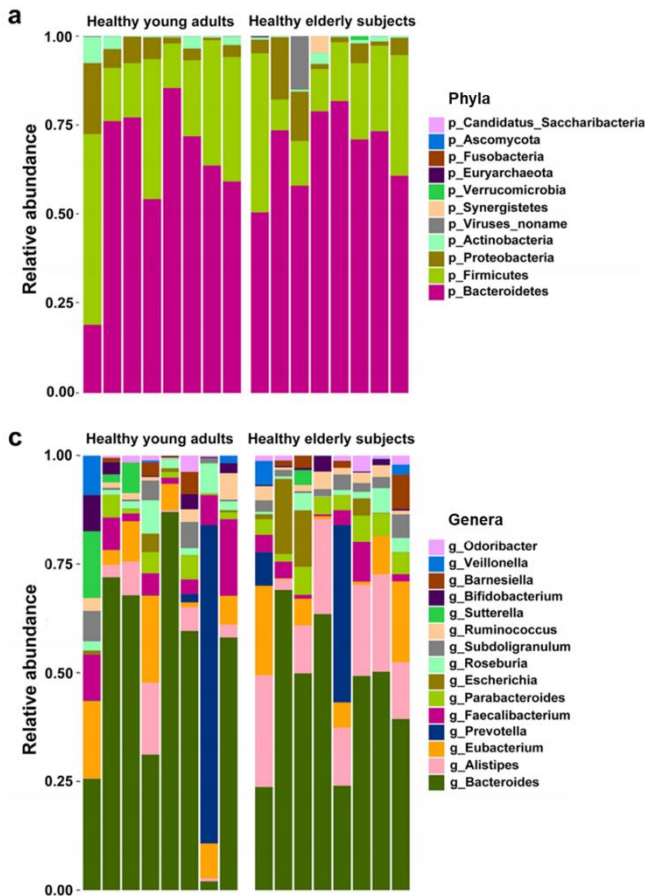 a
Healthy young adults Healthy elderly subjects
1.00
0.75
0.50
0.25
0.00
Relative abundance
Phyla
p_Candidatus_Saccharibacteria
p_Ascomycota
p_Fusobacteria
p_Euryarchaeota
p_Verrucomicrobia
p_Synergistetes
p_Viruses_noname
p_Actinobacteria
p_Proteobacteria
p_Firmicutes
p_Bacteroidetes
c
Healthy young adults Healthy elderly subjects
1.00
0.75
0.50
0.25
0.00
Relative abundance
Genera
g_Odoribacter
g_Veillonella
g_Barnesiella
g_Bifidobacterium
g_Sutterella
g_Ruminococcus
g_Subdoligranulum
g_Roseburia
g_Escherichia
g_Parabacteroides
g_Faecalibacterium
g_Prevotella
g_Eubacterium
g_Alistipes
g_Bacteroides